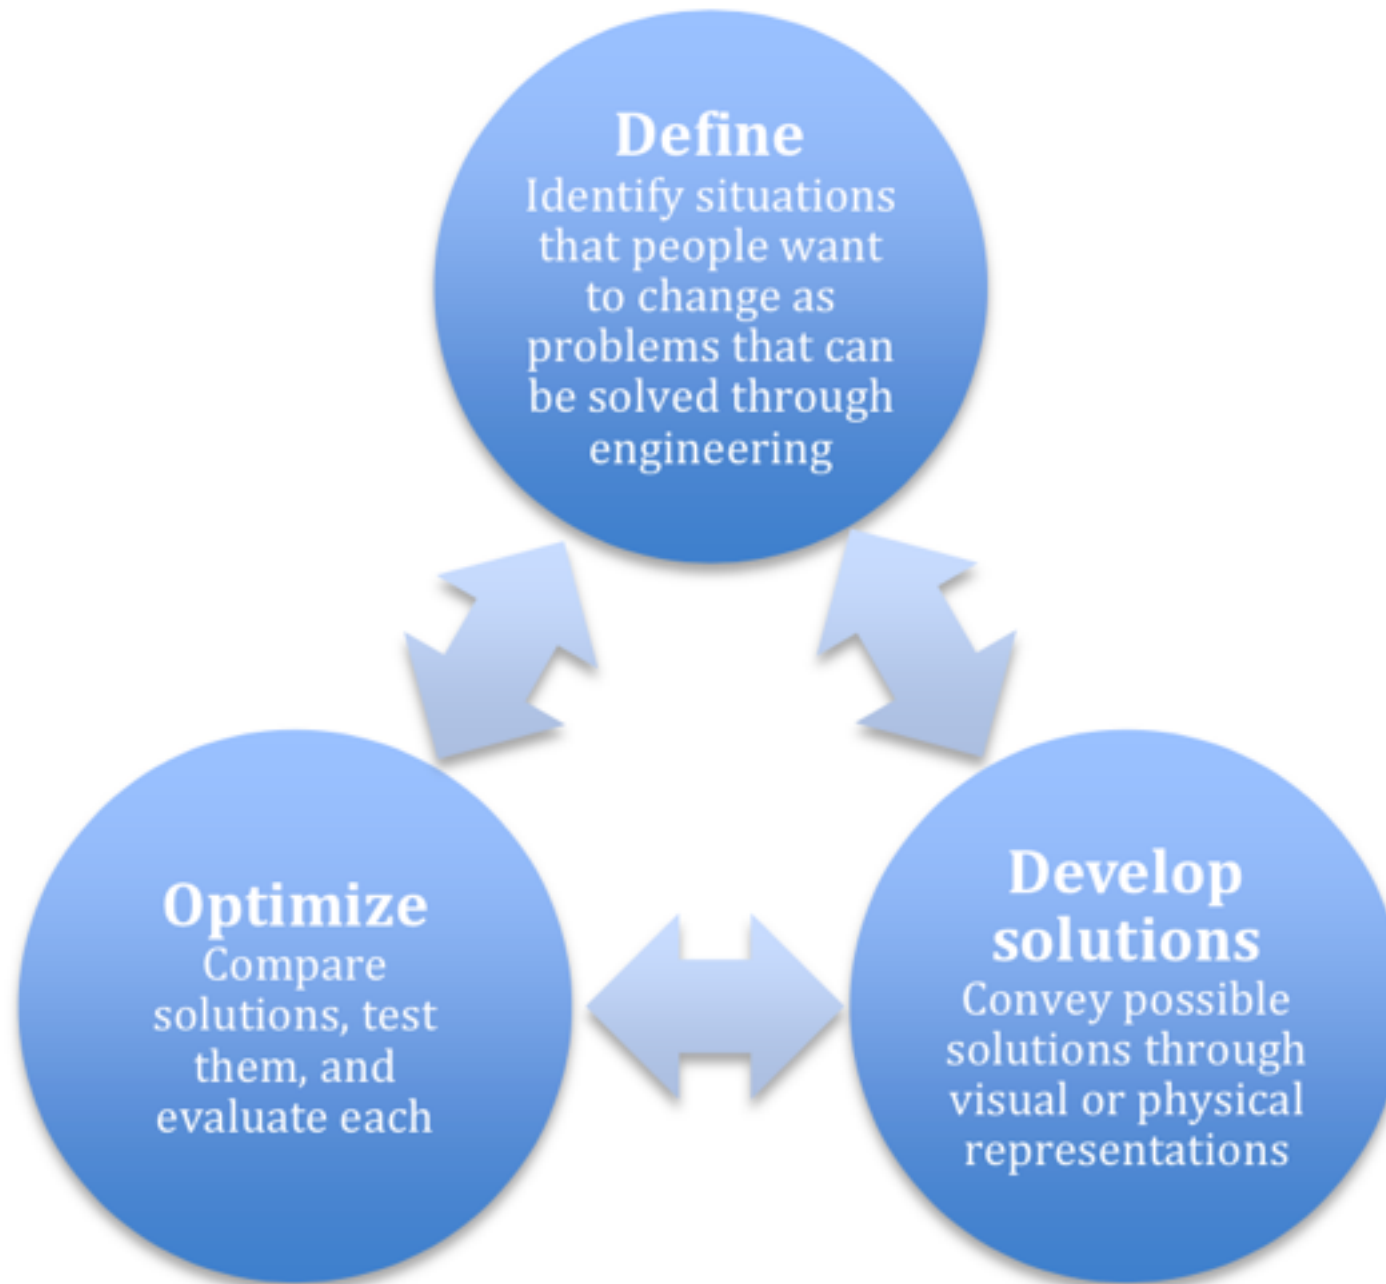 Define
Identify situations
that people want
to change as
problems that can
be solved through
engineering
Optimize
Compare
solutions, test
them, and
evaluate each
Develop
solutions
Convey possible
solutions through
visual or physical
representations